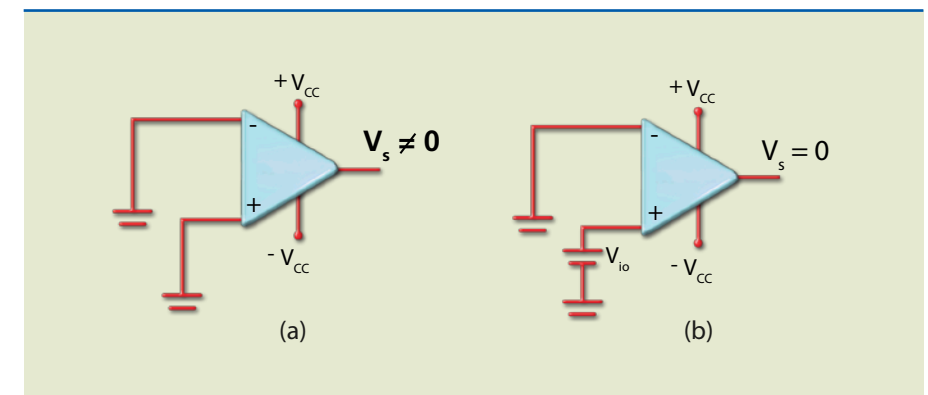 + V_CC
-
V_s ≠ 0
+
- V_CC
(a)
+ V_CC
-
V_s = 0
+
V_io
- V_CC
(b)